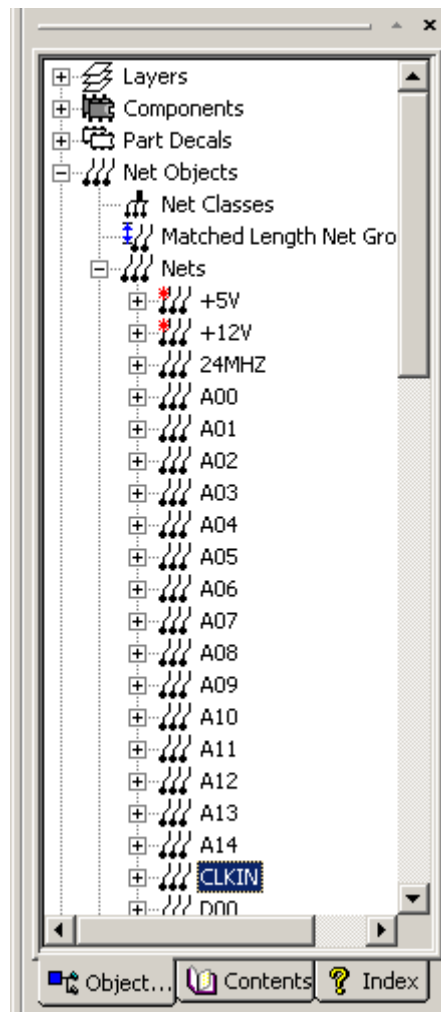 Layers
Components
Part Decals
Net Objects
Net Classes
Matched Length Net Gro
Nets
+5V
+12V
24MHZ
A00
A01
A02
A03
A04
A05
A06
A07
A08
A09
A10
A11
A12
A13
A14
CLKIN
D00
Object... Contents Index